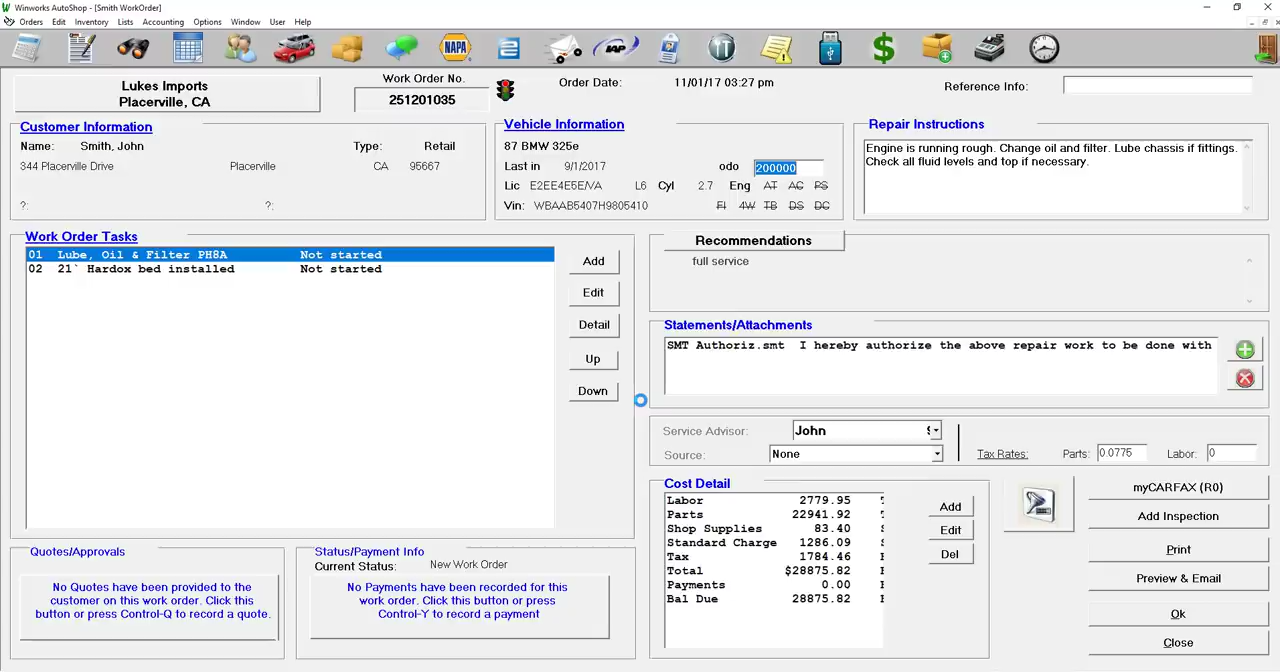 Winworks AutoShop - [Smith WorkOrder]
Orders Edit Inventory Lists Accounting Options Window User Help
NAPA
IAP
Lukes Imports
Placerville, CA
Work Order No.
251201035
Order Date: 11/01/17 03:27 pm
Reference Info:
Customer Information
Name: Smith, John Type: Retail
344 Placerville Drive Placerville CA 95667
?: ?:
Vehicle Information
87 BMW 325e
Last in 9/1/2017 odo 200000
Lic E2EE4E5E/VA L6 Cyl 2.7 Eng AT AC PS
Vin: WBAAB5407H9805410 FI 4W TB DS DC
Repair Instructions
Engine is running rough. Change oil and filter. Lube chassis if fittings.
Check all fluid levels and top if necessary.
Work Order Tasks
01 Lube, Oil & Filter PH8A Not started
02 21` Hardox bed installed Not started
Add
Edit
Detail
Up
Down
Recommendations
full service
Statements/Attachments
SMT Authoriz.smt I hereby authorize the above repair work to be done with
Service Advisor: John
Source: None
Tax Rates: Parts: 0.0775 Labor: 0
Cost Detail
Labor 2779.95
Parts 22941.92
Shop Supplies 83.40
Standard Charge 1286.09
Tax 1784.46
Total $28875.82
Payments 0.00
Bal Due 28875.82
Add
Edit
Del
myCARFAX (R0)
Add Inspection
Print
Preview & Email
Ok
Close
Quotes/Approvals
No Quotes have been provided to the
customer on this work order. Click this
button or press Control-Q to record a quote.
Status/Payment Info
Current Status: New Work Order
No Payments have been recorded for this
work order. Click this button or press
Control-Y to record a payment